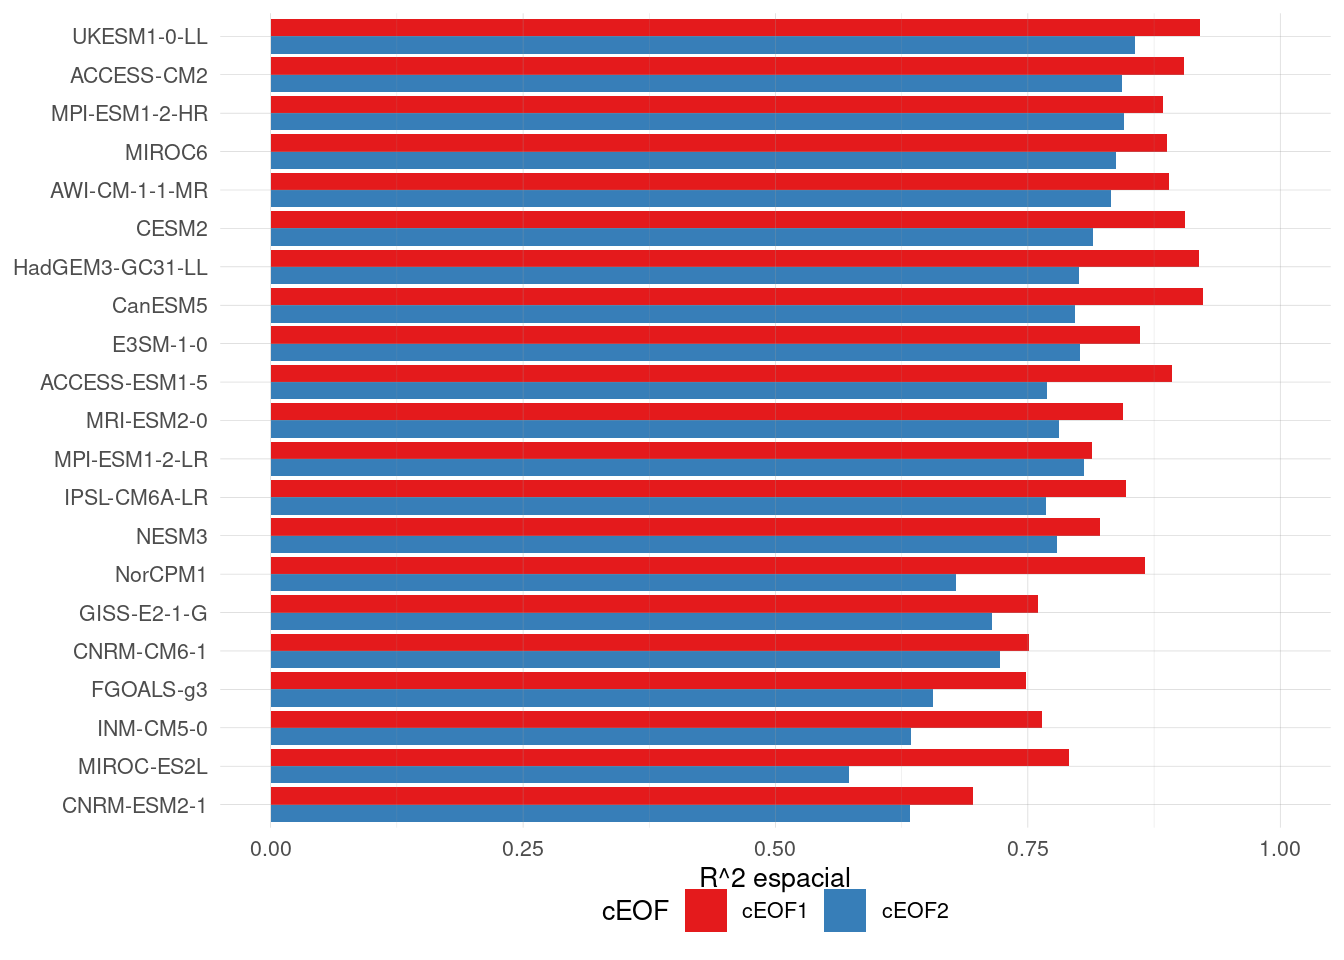 UKESM1-0-LL
ACCESS-CM2
MPI-ESM1-2-HR
MIROC6
AWI-CM-1-1-MR
CESM2
HadGEM3-GC31-LL
CanESM5
E3SM-1-0
ACCESS-ESM1-5
MRI-ESM2-0
MPI-ESM1-2-LR
IPSL-CM6A-LR
NESM3
NorCPM1
GISS-E2-1-G
CNRM-CM6-1
FGOALS-g3
INM-CM5-0
MIROC-ES2L
CNRM-ESM2-1
0.00 0.25 0.50 0.75 1.00
R^2 espacial
cEOF cEOF1 cEOF2